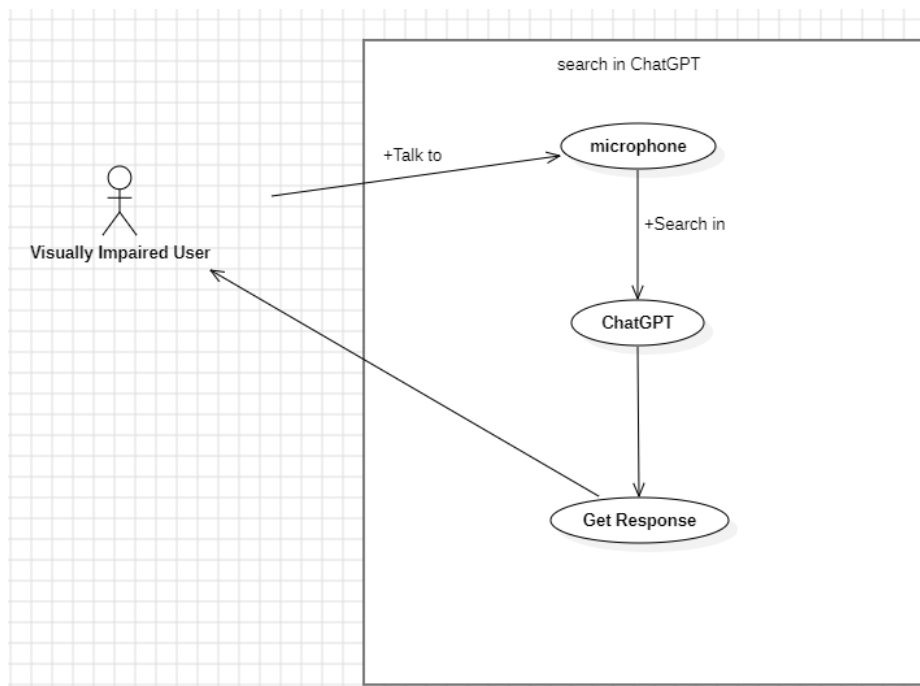 search in ChatGPT
microphone
+Talk to
+Search in
Visually Impaired User
ChatGPT
Get Response